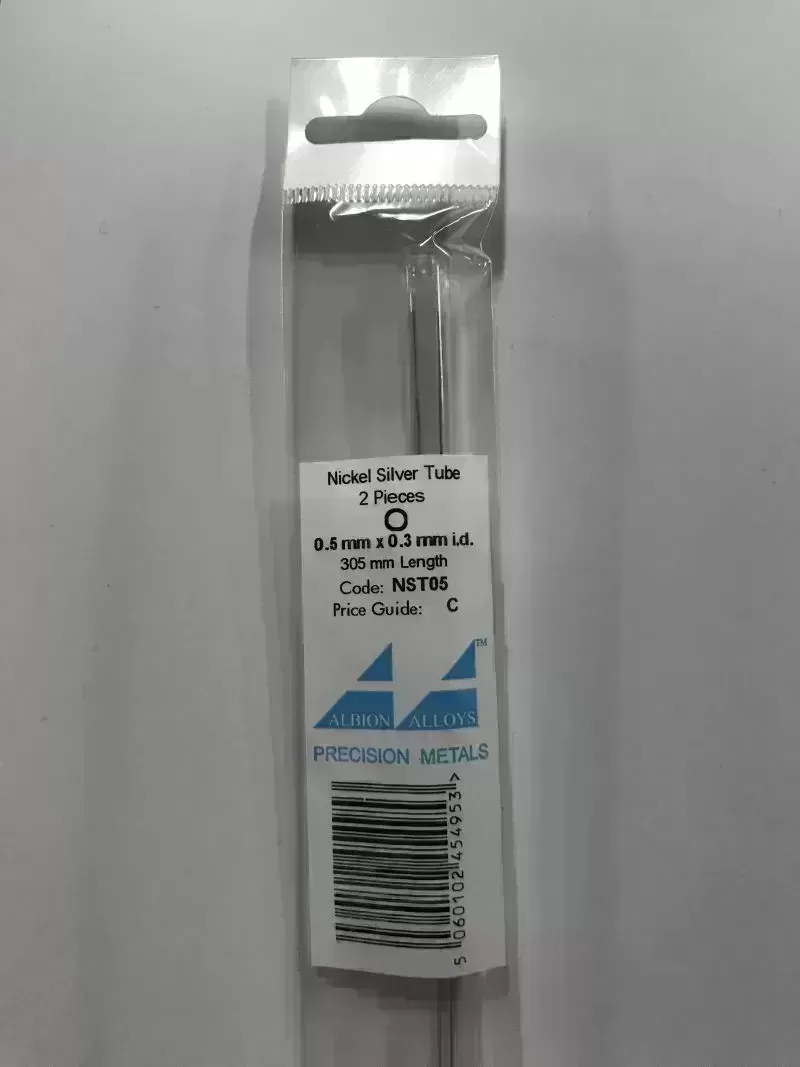 Nickel Silver Tube
2 Pieces
0.5 mm x 0.3 mm i.d.
305 mm Length
Code: NST05
Price Guide: C
TM
ALBION ALLOYS
PRECISION METALS
5 060102 454953 >